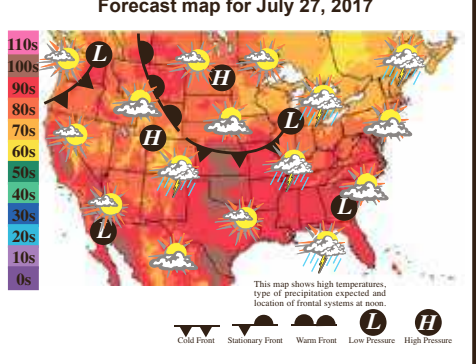 Forecast map for July 27, 2017
110s
100s
90s
80s
70s
60s
50s
40s
30s
20s
10s
0s
L
H
H
L
L
L
This map shows high temperatures,
type of precipitation expected and
location of frontal systems at noon.
L
H
Cold Front
Stationary Front
Warm Front
Low Pressure
High Pressure